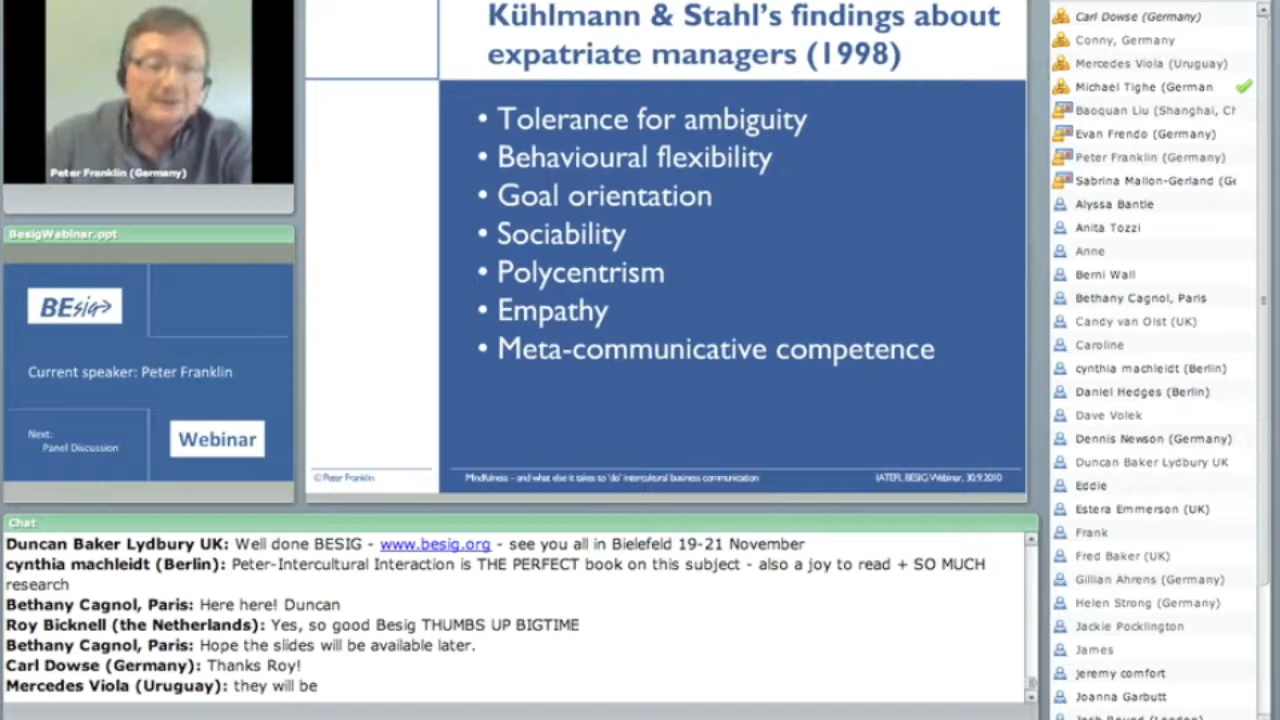 Peter Franklin (Germany)
BesigWebinar.ppt
BEsig
Current speaker: Peter Franklin
Next:
Panel Discussion
Webinar
Kühlmann & Stahl's findings about
expatriate managers (1998)
• Tolerance for ambiguity
• Behavioural flexibility
• Goal orientation
• Sociability
• Polycentrism
• Empathy
• Meta-communicative competence
© Peter Franklin
Mindfulness – and what else it takes to 'do' intercultural business communication
IATEFL BESIG Webinar, 30.9.2010
Chat
Duncan Baker Lydbury UK: Well done BESIG - www.besig.org - see you all in Bielefeld 19-21 November
cynthia machleidt (Berlin): Peter-Intercultural Interaction is THE PERFECT book on this subject - also a joy to read + SO MUCH
research
Bethany Cagnol, Paris: Here here! Duncan
Roy Bicknell (the Netherlands): Yes, so good Besig THUMBS UP BIGTIME
Bethany Cagnol, Paris: Hope the slides will be available later.
Carl Dowse (Germany): Thanks Roy!
Mercedes Viola (Uruguay): they will be
Carl Dowse (Germany)
Conny, Germany
Mercedes Viola (Uruguay)
Michael Tighe (German
Baoquan Liu (Shanghai, Ch
Evan Frendo (Germany)
Peter Franklin (Germany)
Sabrina Mallon-Gerland (Ge
Alyssa Bantle
Anita Tozzi
Anne
Berni Wall
Bethany Cagnol, Paris
Candy van Olst (UK)
Caroline
cynthia machleidt (Berlin)
Daniel Hedges (Berlin)
Dave Volek
Dennis Newson (Germany)
Duncan Baker Lydbury UK
Eddie
Estera Emmerson (UK)
Frank
Fred Baker (UK)
Gillian Ahrens (Germany)
Helen Strong (Germany)
Jackie Pocklington
James
jeremy comfort
Joanna Garbutt